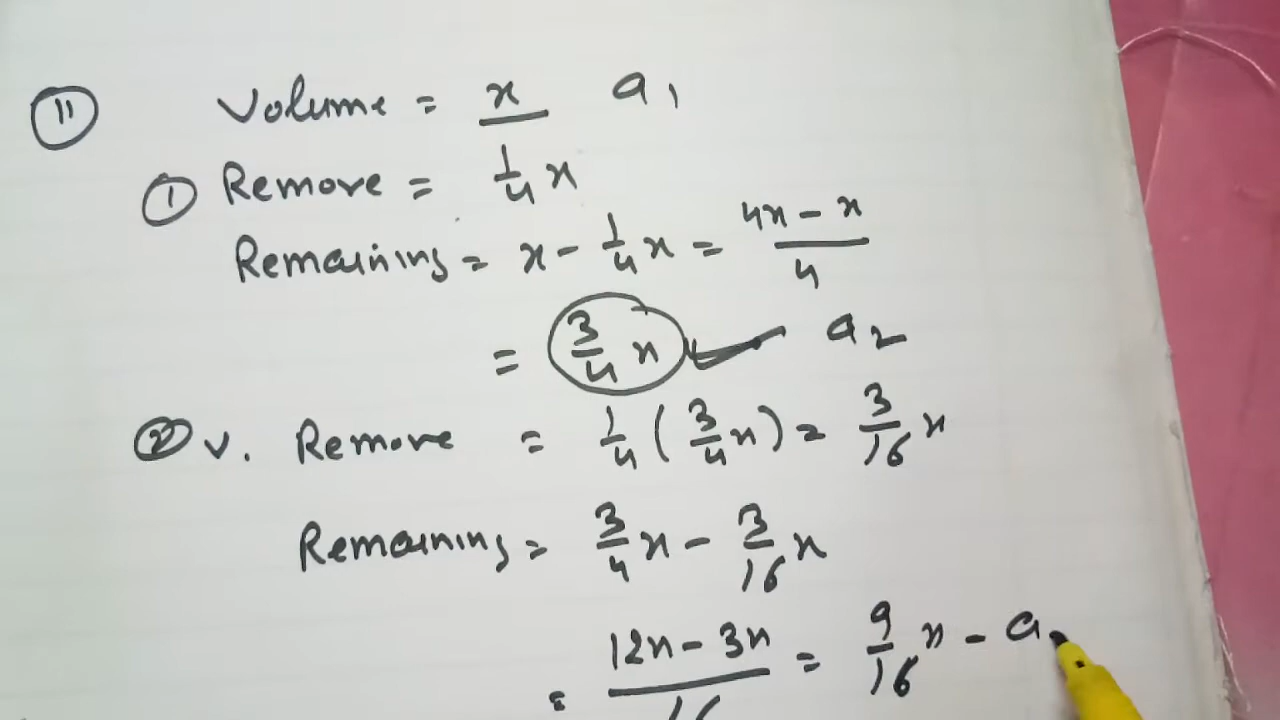 (11) Volume = x a1
(1) Remove = 1/4 x
Remaining = x - 1/4 x = 4x - x / 4
= 3/4 x a2
(2) V. Remove = 1/4 ( 3/4 x ) = 3/16 x
Remaining = 3/4 x - 3/16 x
= 12x - 3x / 16 = 9/16 x - a